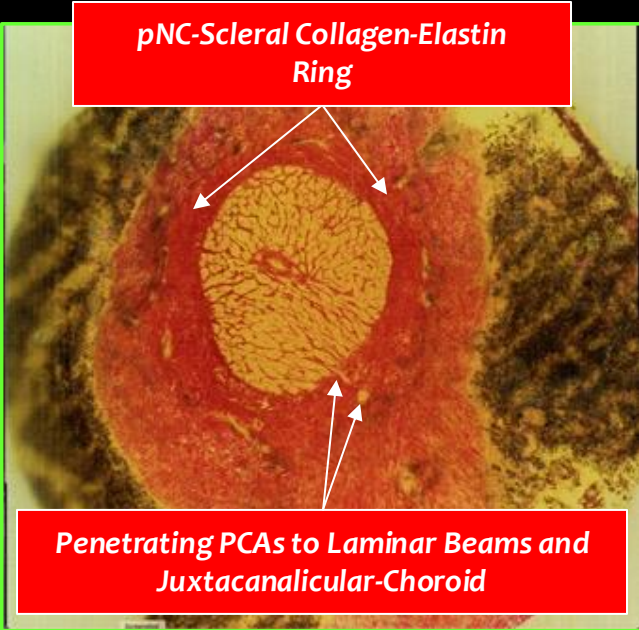 pNC-Scleral Collagen-Elastin
Ring
Penetrating PCAs to Laminar Beams and
Juxtacanalicular-Choroid